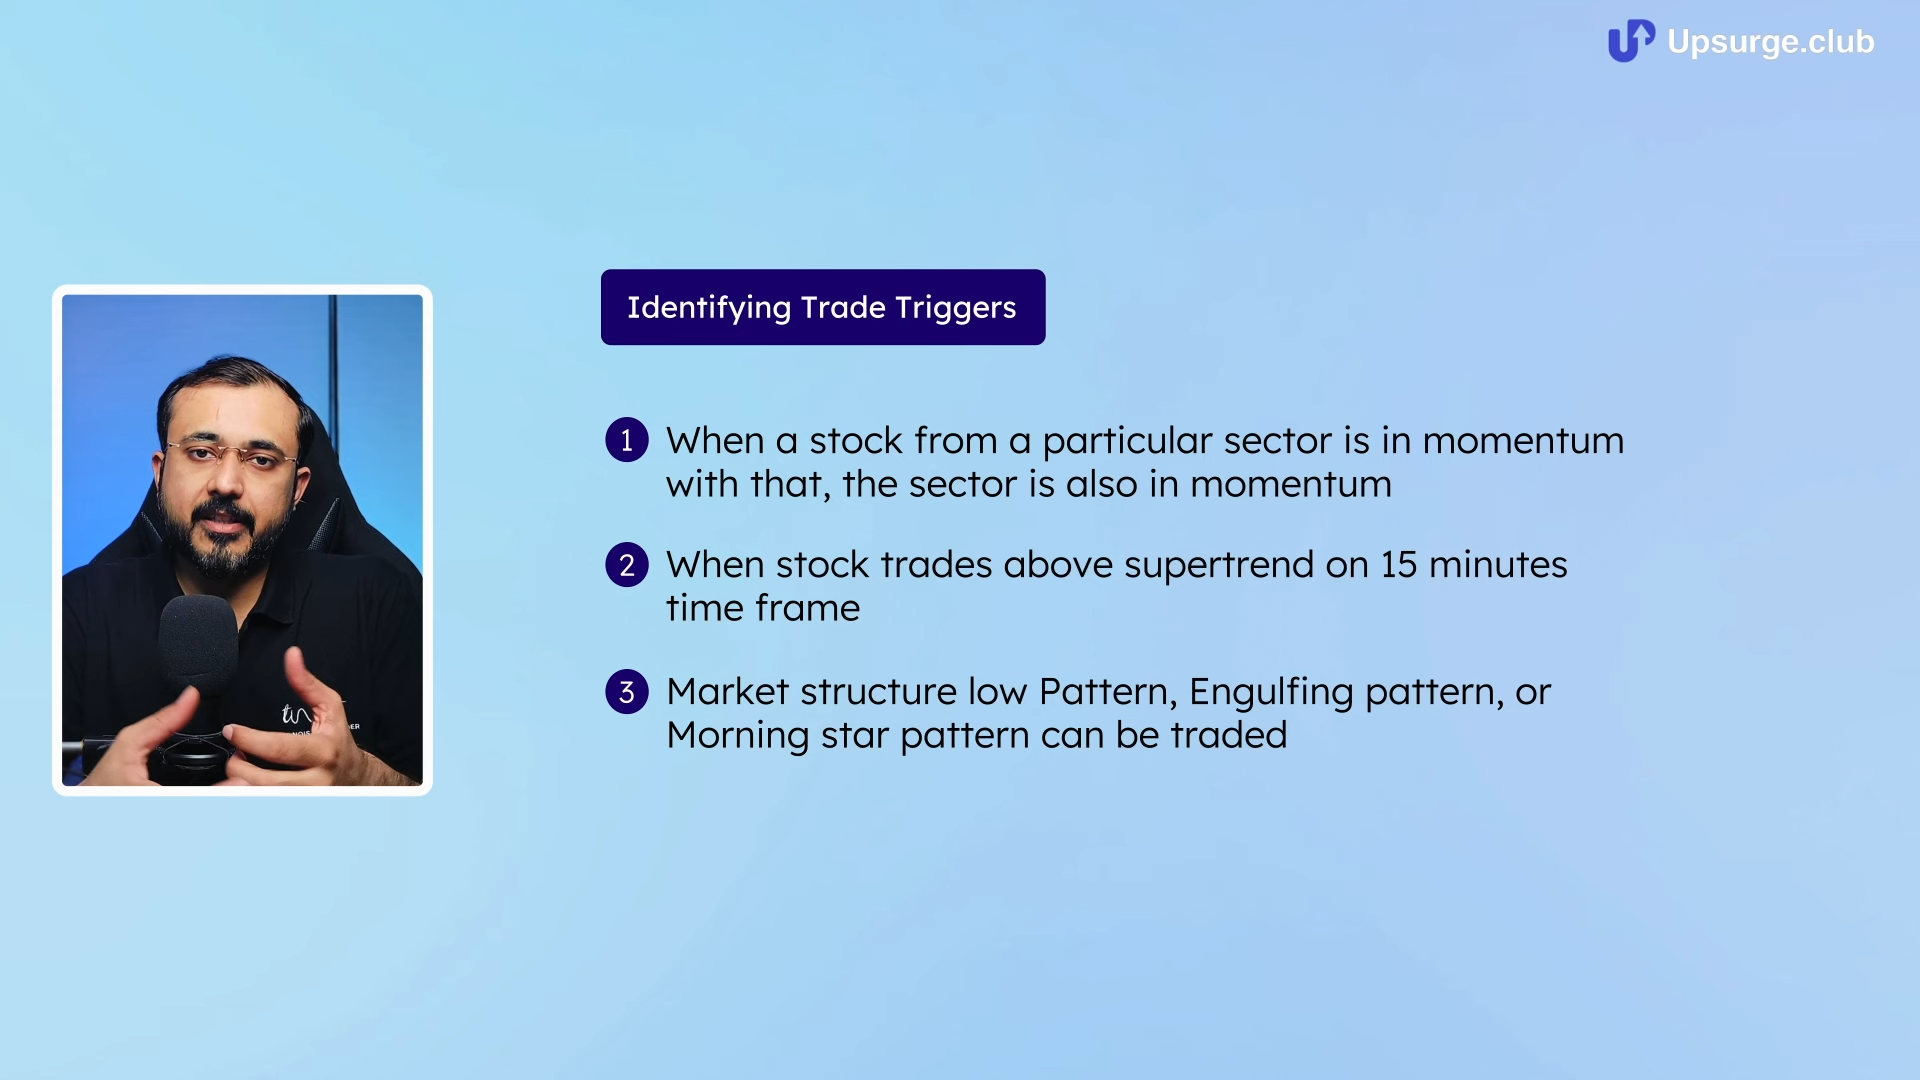 Upsurge.club
Identifying Trade Triggers
1 When a stock from a particular sector is in momentum
with that, the sector is also in momentum
2 When stock trades above supertrend on 15 minutes
time frame
3 Market structure low Pattern, Engulfing pattern, or
Morning star pattern can be traded